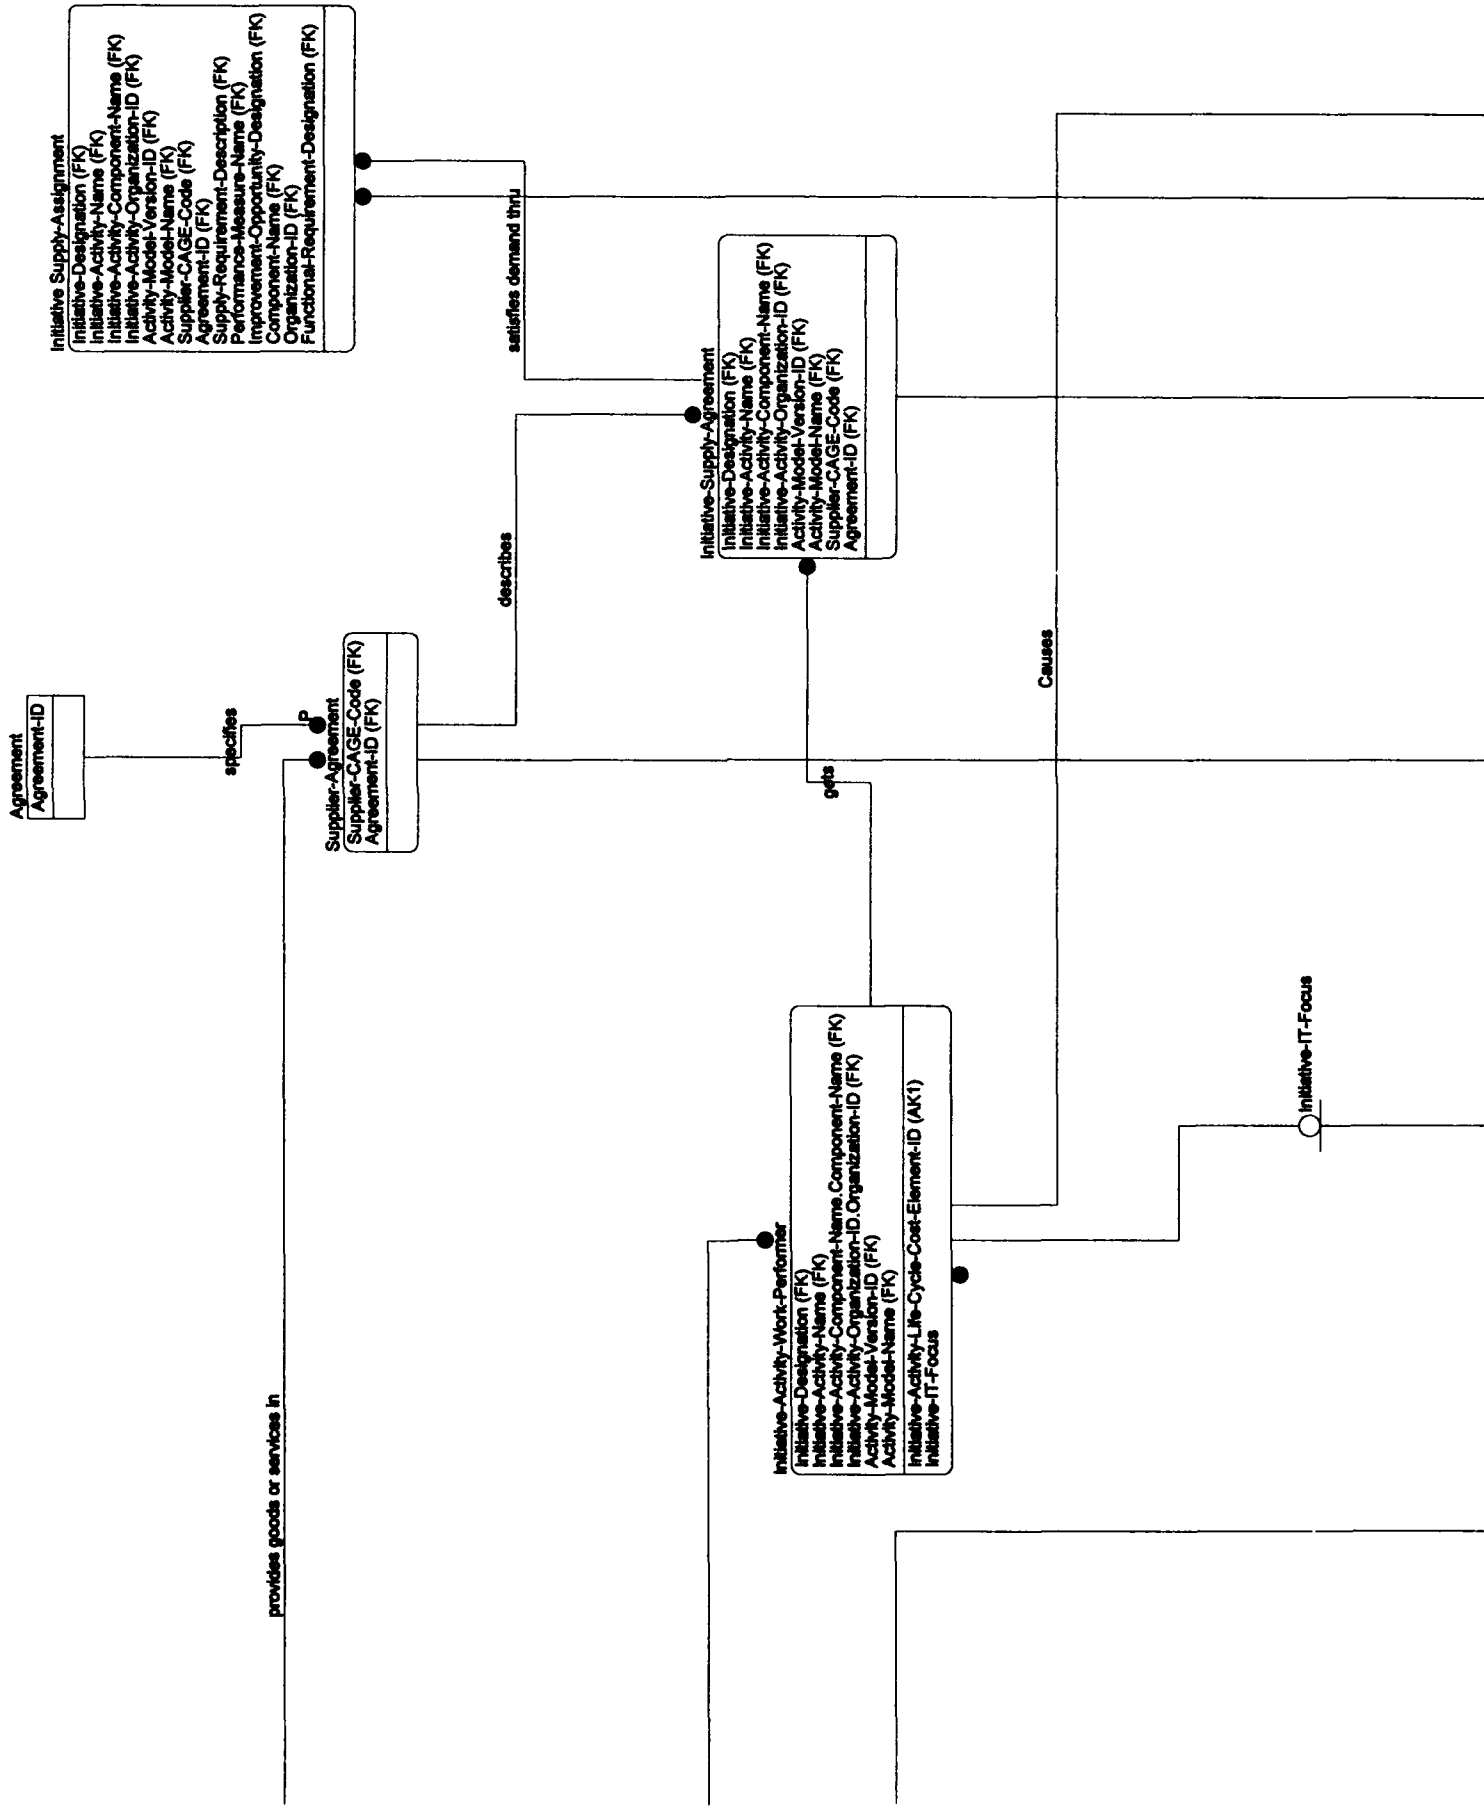 Agreement
Agreement-ID
specifies
P
provides goods or services in
Supplier-Agreement
Supplier-CAGE-Code (FK)
Agreement-ID (FK)
describes
Initiative Supply-Assignment
Initiative-Designation (FK)
Initiative-Activity-Name (FK)
Initiative-Activity-Component-Name (FK)
Initiative-Activity-Organization-ID (FK)
Activity-Model-Version-ID (FK)
Activity-Model-Name (FK)
Supplier-CAGE-Code (FK)
Agreement-ID (FK)
Supply-Requirement-Description (FK)
Performance-Measure-Name (FK)
Improvement-Opportunity-Designation (FK)
Component-Name (FK)
Organization-ID (FK)
Functional-Requirement-Designation (FK)
satisfies demand thru
Initiative-Supply-Agreement
Initiative-Designation (FK)
Initiative-Activity-Name (FK)
Initiative-Activity-Component-Name (FK)
Initiative-Activity-Organization-ID (FK)
Activity-Model-Version-ID (FK)
Activity-Model-Name (FK)
Supplier-CAGE-Code (FK)
Agreement-ID (FK)
gets
Initiative-Activity-Work-Performer
Initiative-Designation (FK)
Initiative-Activity-Name (FK)
Initiative-Activity-Component-Name.Component-Name (FK)
Initiative-Activity-Organization-ID.Organization-ID (FK)
Activity-Model-Version-ID (FK)
Activity-Model-Name (FK)
Initiative-Activity-Life-Cycle-Cost-Element-ID (AK1)
Initiative-IT-Focus
Causes
Initiative-IT-Focus